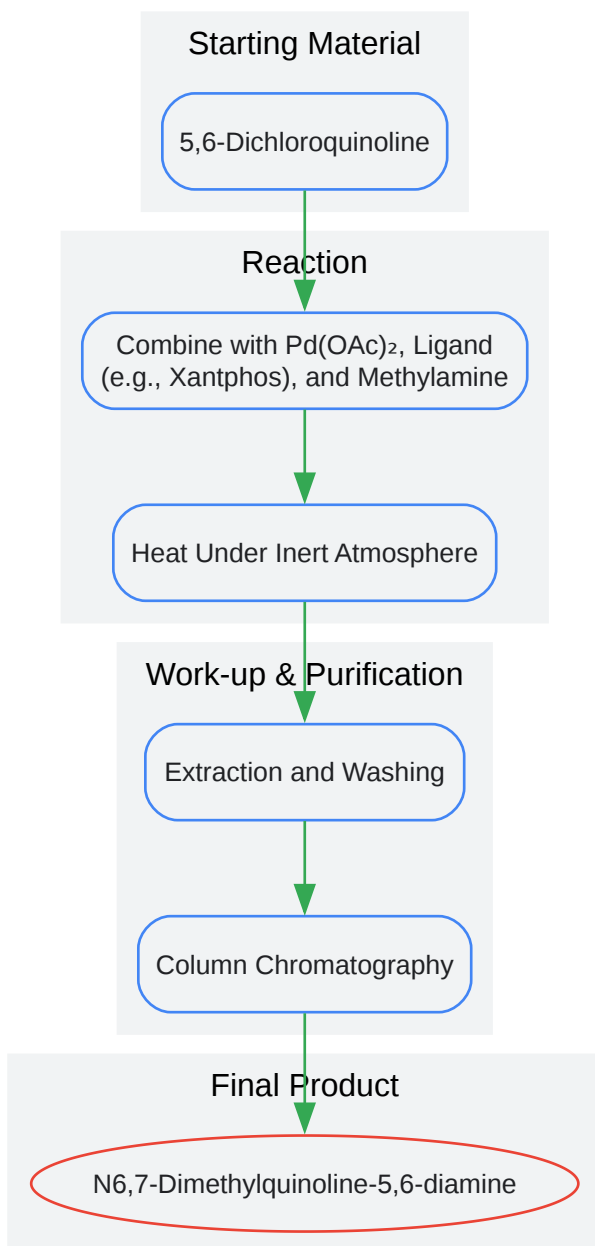 Starting Material
5,6-Dichloroquinoline
Reaction
Combine with Pd(OAc)₂, Ligand
(e.g., Xantphos), and Methylamine
Heat Under Inert Atmosphere
Work-up & Purification
Extraction and Washing
Column Chromatography
Final Product
N6,7-Dimethylquinoline-5,6-diamine